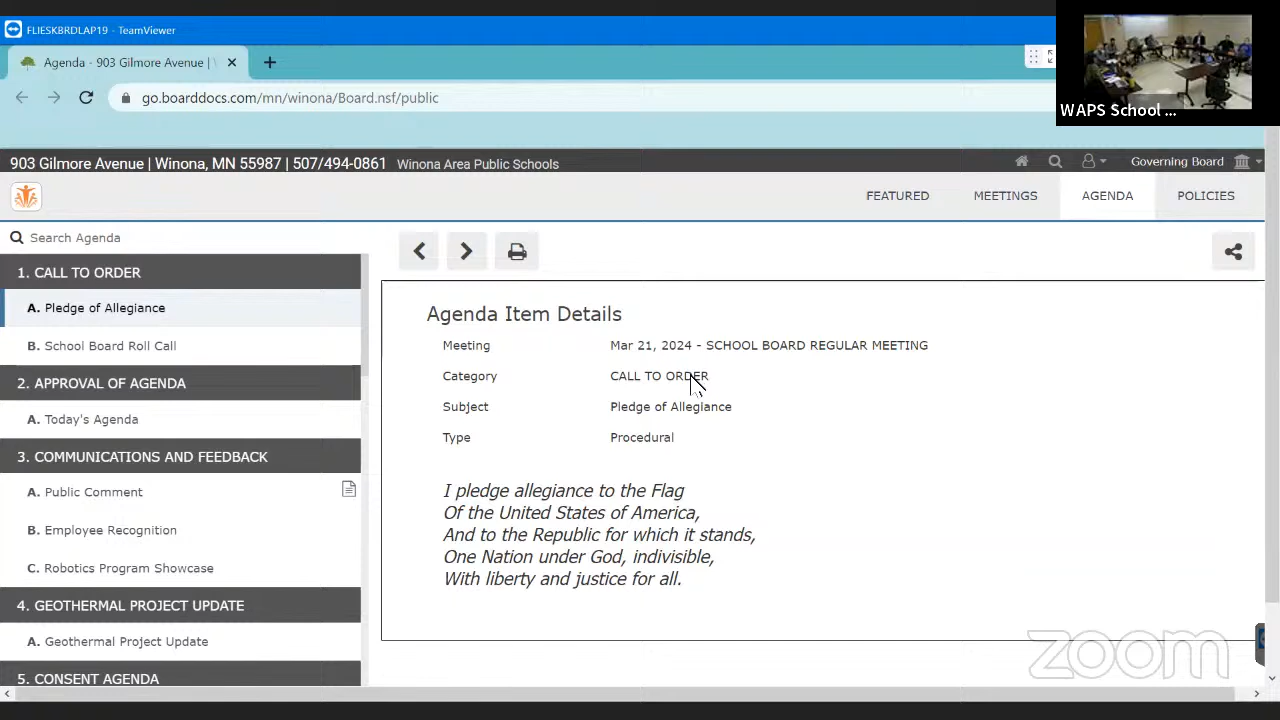 FLIESKBRDLAP19 - TeamViewer
Agenda - 903 Gilmore Avenue |
go.boarddocs.com/mn/winona/Board.nsf/public
WAPS School ...
903 Gilmore Avenue | Winona, MN 55987 | 507/494-0861 Winona Area Public Schools
Governing Board
FEATURED MEETINGS AGENDA POLICIES
Search Agenda
1. CALL TO ORDER
A. Pledge of Allegiance
B. School Board Roll Call
2. APPROVAL OF AGENDA
A. Today's Agenda
3. COMMUNICATIONS AND FEEDBACK
A. Public Comment
B. Employee Recognition
C. Robotics Program Showcase
4. GEOTHERMAL PROJECT UPDATE
A. Geothermal Project Update
5. CONSENT AGENDA
Agenda Item Details
Meeting Mar 21, 2024 - SCHOOL BOARD REGULAR MEETING
Category CALL TO ORDER
Subject Pledge of Allegiance
Type Procedural
I pledge allegiance to the Flag
Of the United States of America,
And to the Republic for which it stands,
One Nation under God, indivisible,
With liberty and justice for all.
zoom